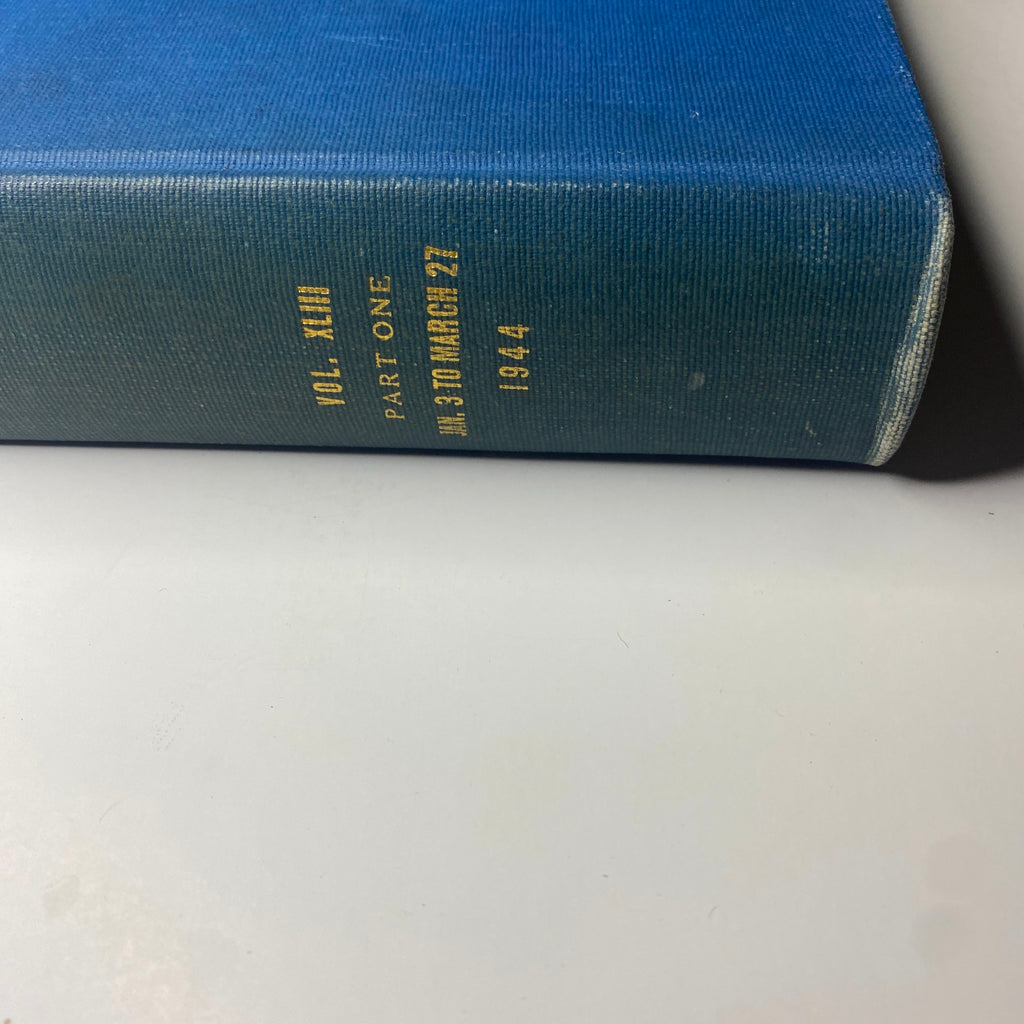 VOL. XLIII
PART ONE
JAN. 3 TO MARCH 27
1944